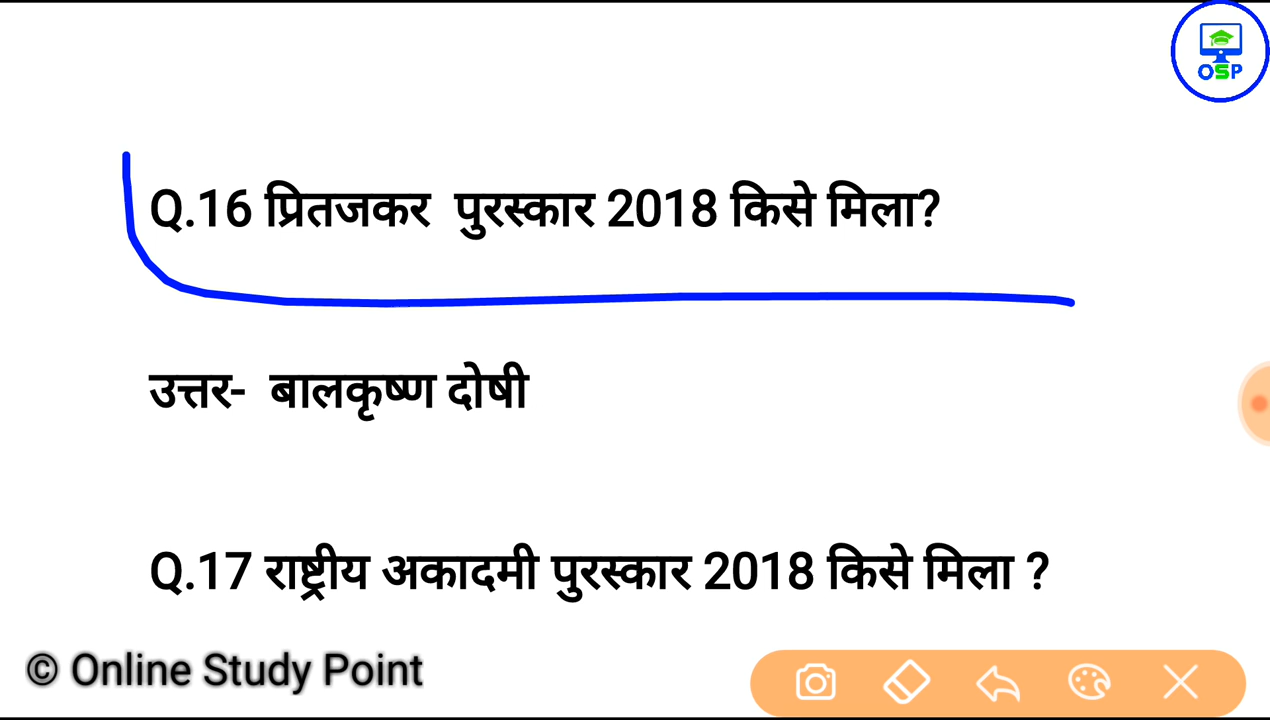 OSP
Q.16 प्रितजकर पुरस्कार 2018 किसे मिला?
उत्तर- बालकृष्ण दोषी
Q.17 राष्ट्रीय अकादमी पुरस्कार 2018 किसे मिला ?
© Online Study Point